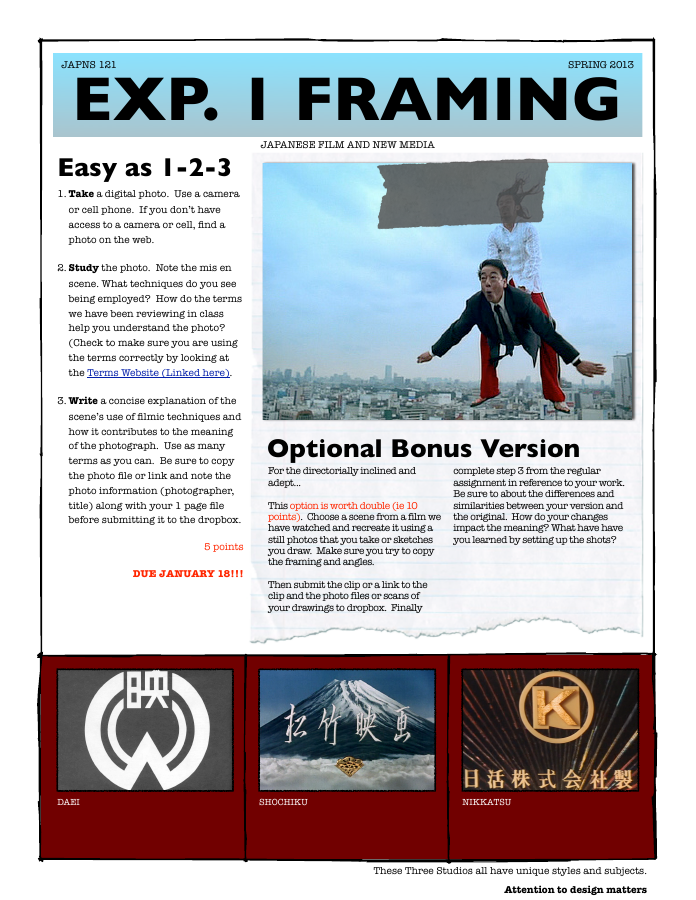 JAPNS 121
SPRING 2013
EXP. 1 FRAMING
JAPANESE FILM AND NEW MEDIA
Easy as 1-2-3
1. Take a digital photo. Use a camera
or cell phone. If you don't have
access to a camera or cell, find a
photo on the web.
2. Study the photo. Note the mis en
scene. What techniques do you see
being employed? How do the terms
we have been reviewing in class
help you understand the photo?
(Check to make sure you are using
the terms correctly by looking at
the Terms Website (Linked here).
3. Write a concise explanation of the
scene's use of filmic techniques and
how it contributes to the meaning
of the photograph. Use as many
terms as you can. Be sure to copy
the photo file or link and note the
photo information (photographer,
title) along with your 1 page file
before submitting it to the dropbox.
5 points
DUE JANUARY 18!!!
Optional Bonus Version
For the directorially inclined and
adept...
This option is worth double (ie 10
points). Choose a scene from a film we
have watched and recreate it using a
still photos that you take or sketches
you draw. Make sure you try to copy
the framing and angles.
Then submit the clip or a link to the
clip and the photo files or scans of
your drawings to dropbox. Finally
complete step 3 from the regular
assignment in reference to your work.
Be sure to about the differences and
similarities between your version and
the original. How do your changes
impact the meaning? What have have
you learned by setting up the shots?
映
松竹映画
K
日活株式会社製
DAEI
SHOCHIKU
NIKKATSU
These Three Studios all have unique styles and subjects.
Attention to design matters